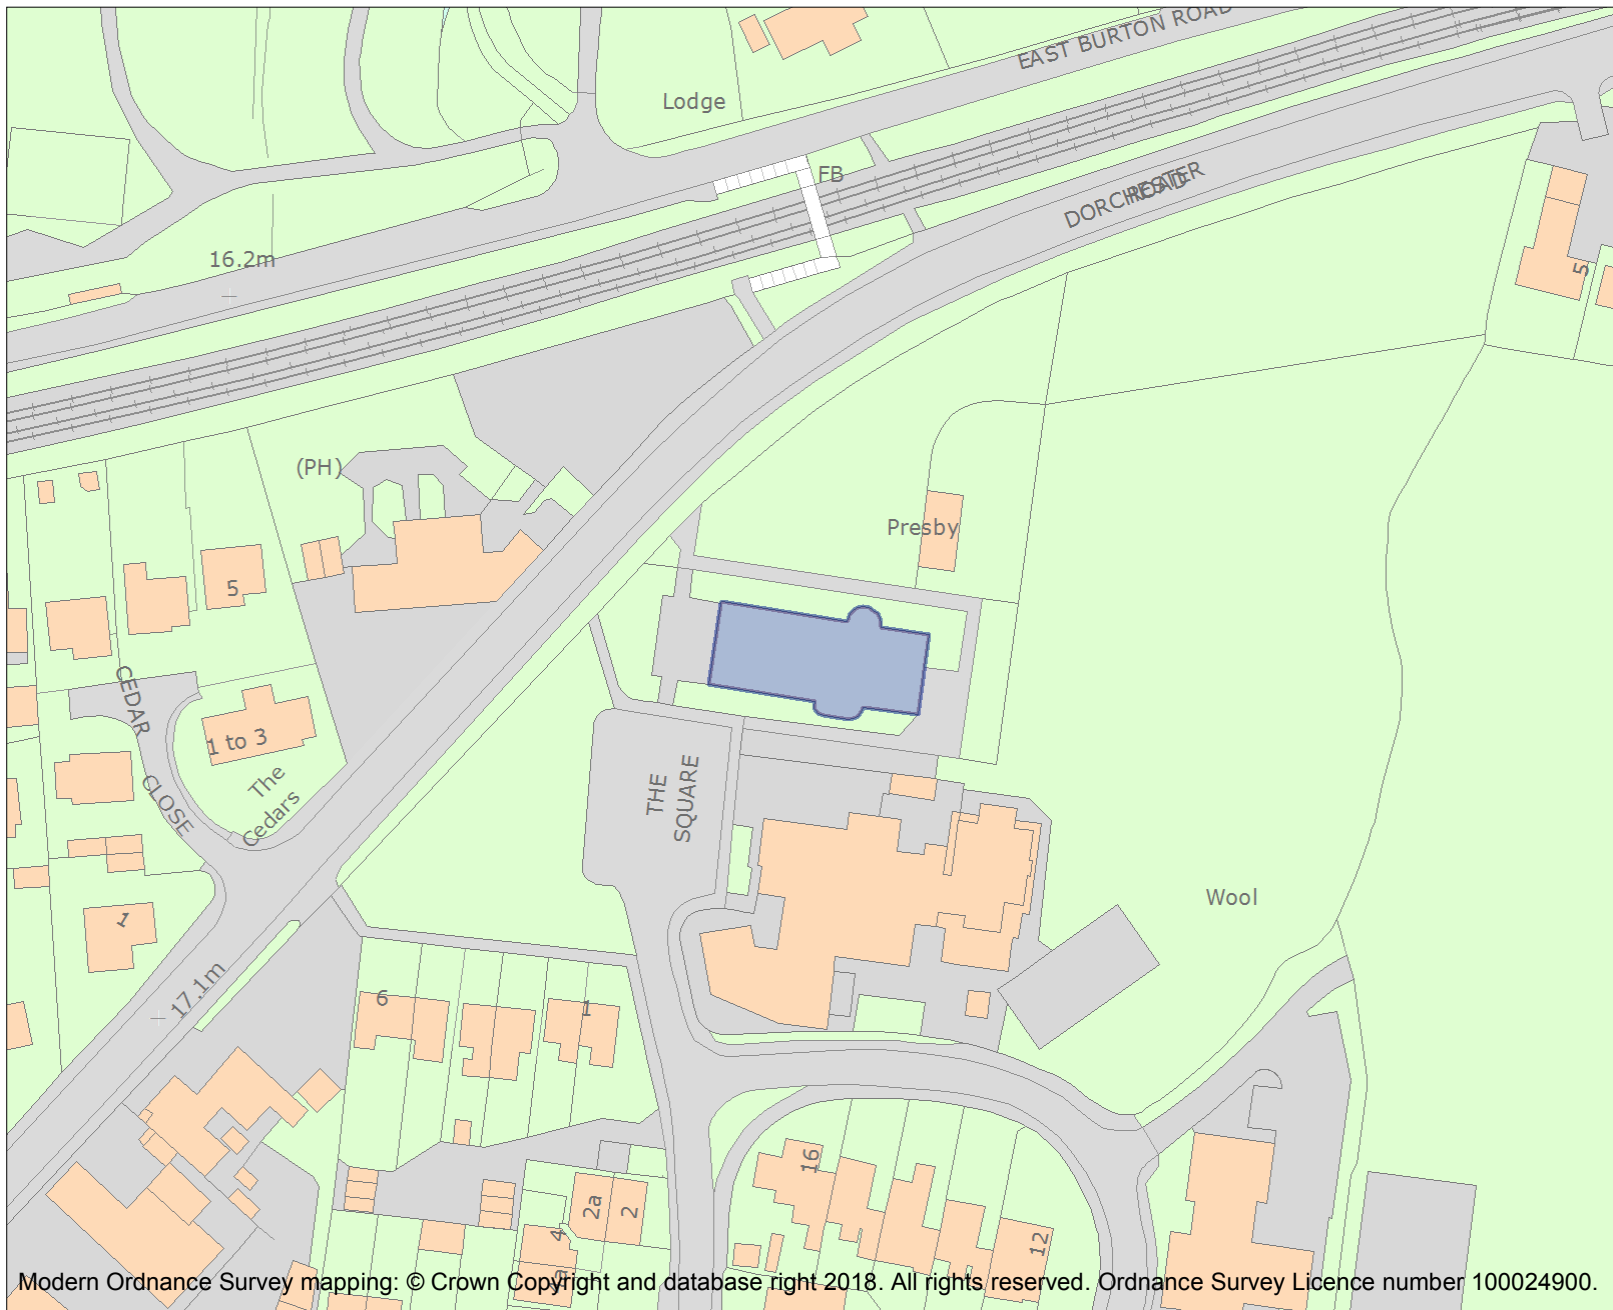 EAST BURTON ROAD
Lodge
FB
DORCHESTER
ROAD
16.2m
5
(PH)
Presby
5
CEDAR
CLOSE
1 to 3
The
Cedars
THE
SQUARE
Wool
1
17.1m
6
1
16
2a
2
4
4a
12
Modern Ordnance Survey mapping: © Crown Copyright and database right 2018. All rights reserved. Ordnance Survey Licence number 100024900.